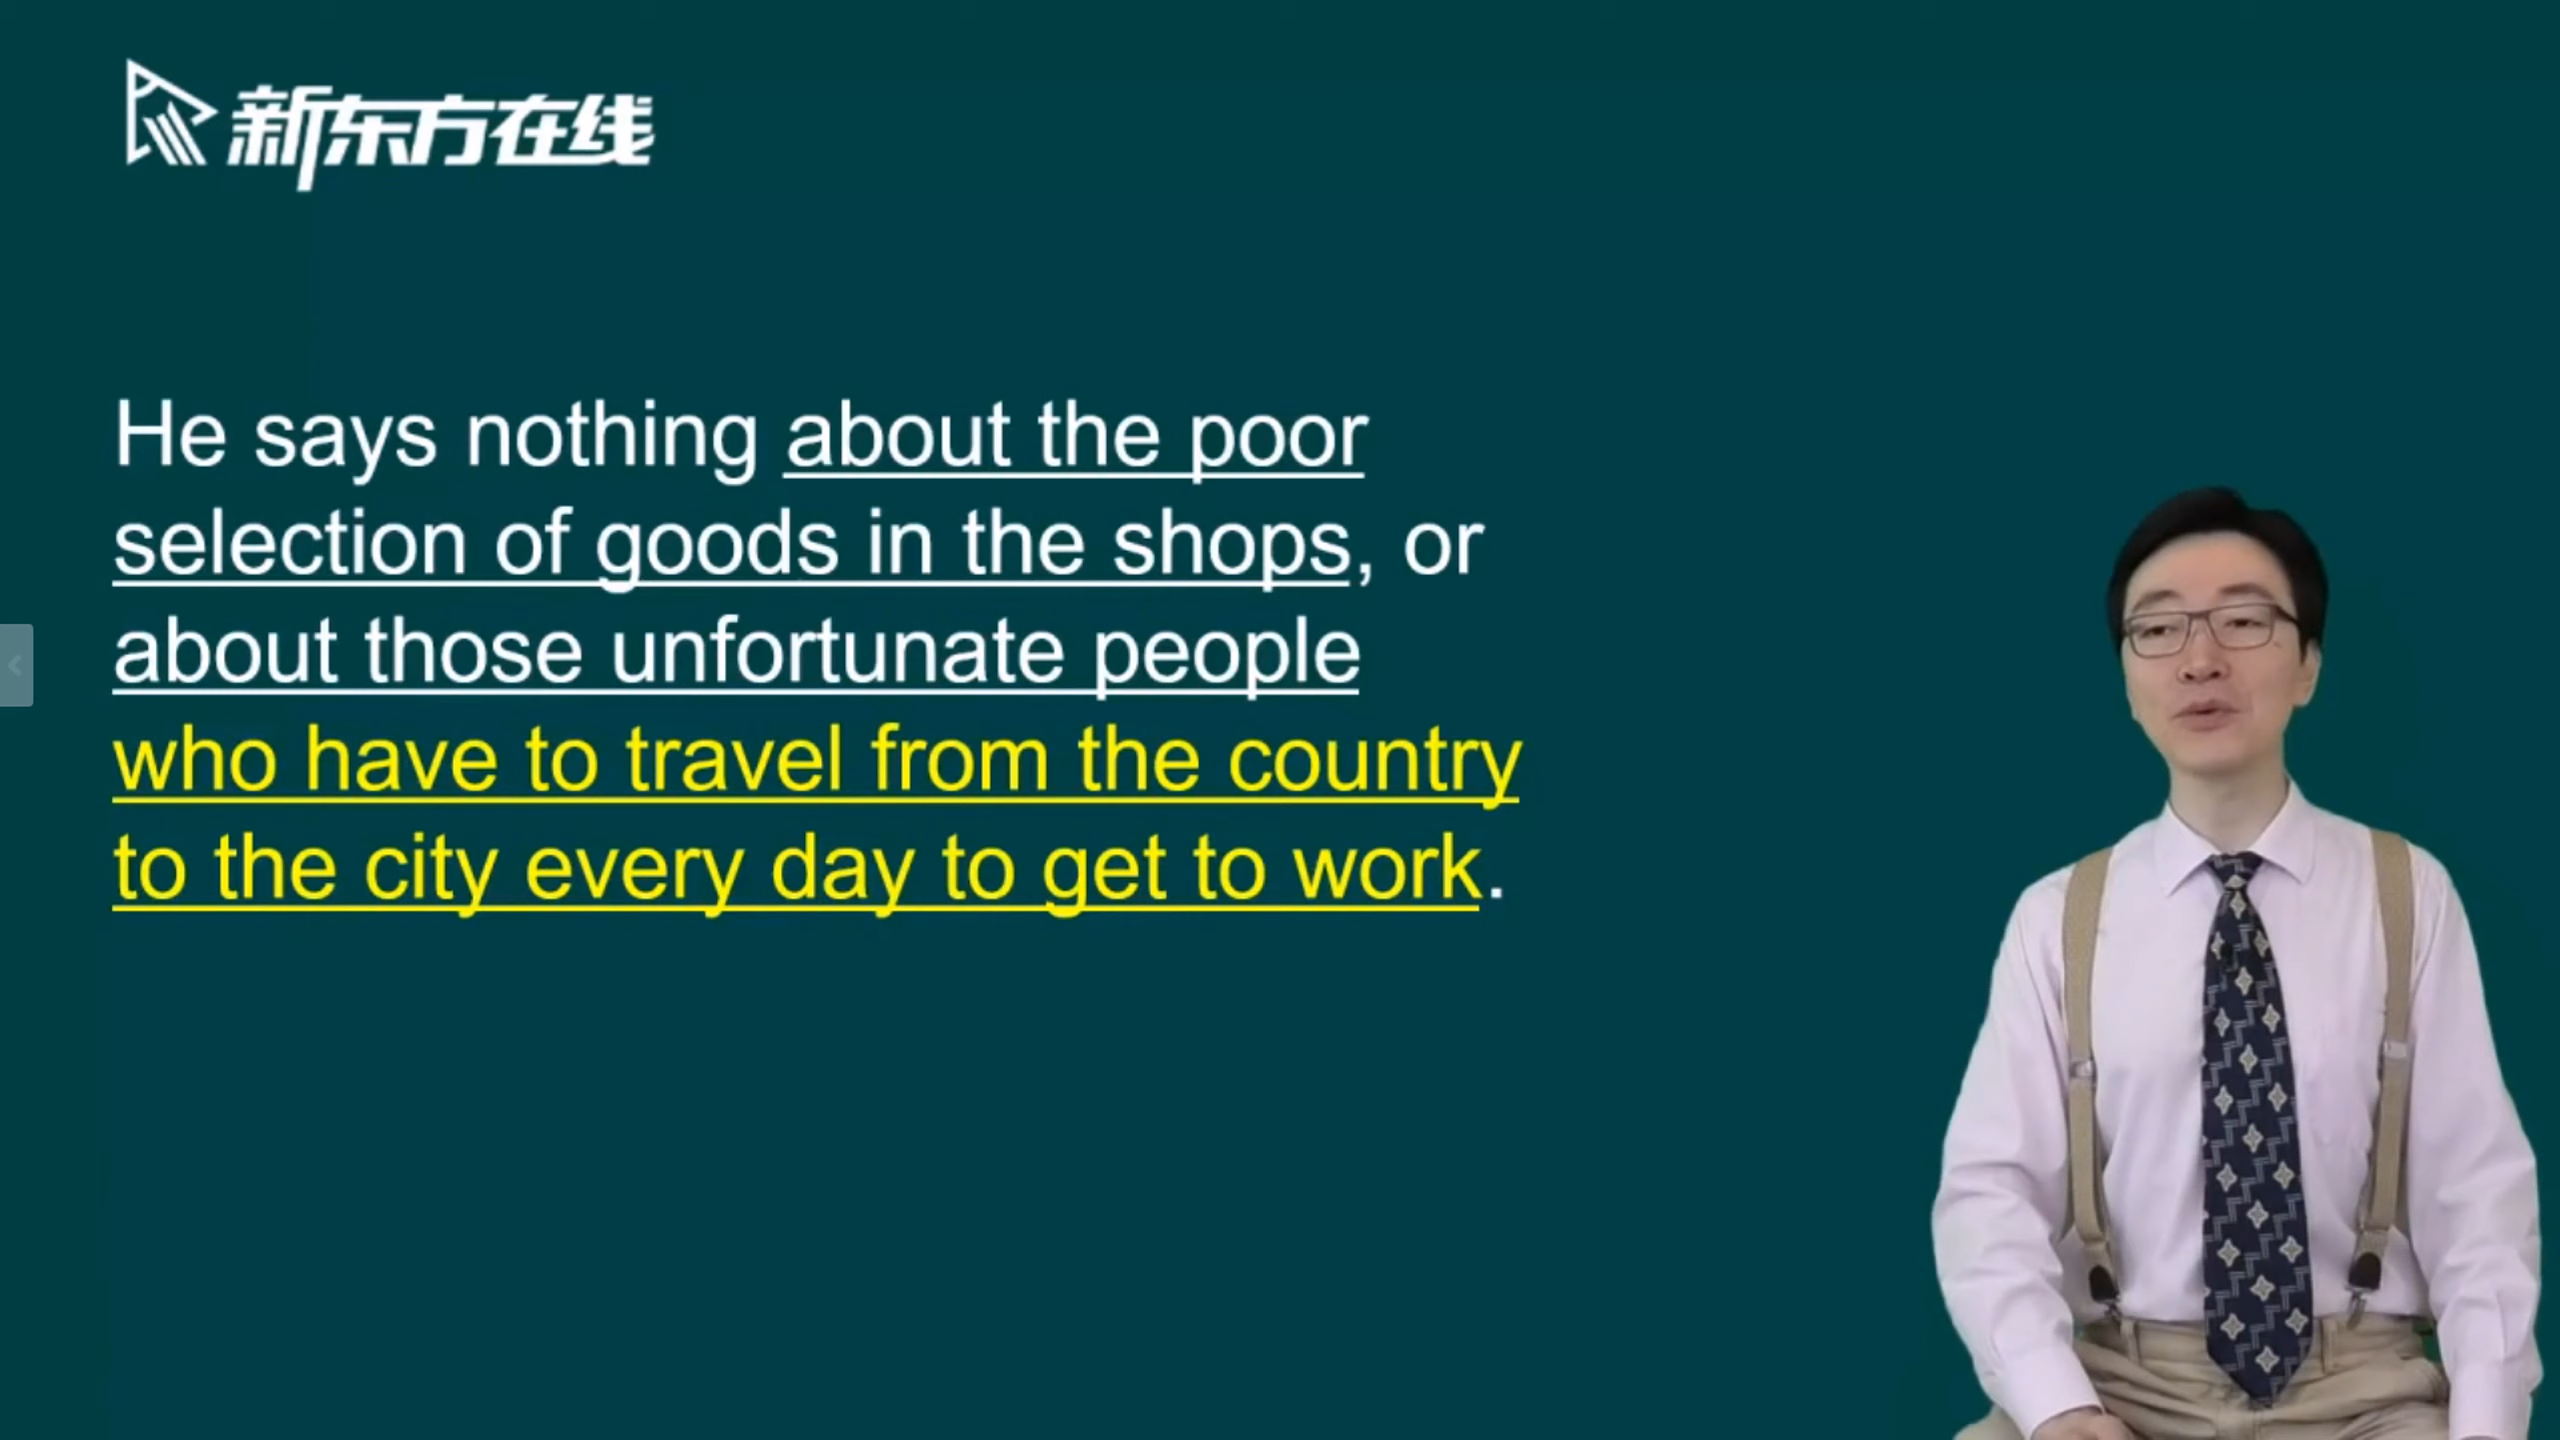 新东方在线
He says nothing about the poor
selection of goods in the shops, or
about those unfortunate people
who have to travel from the country
to the city every day to get to work.